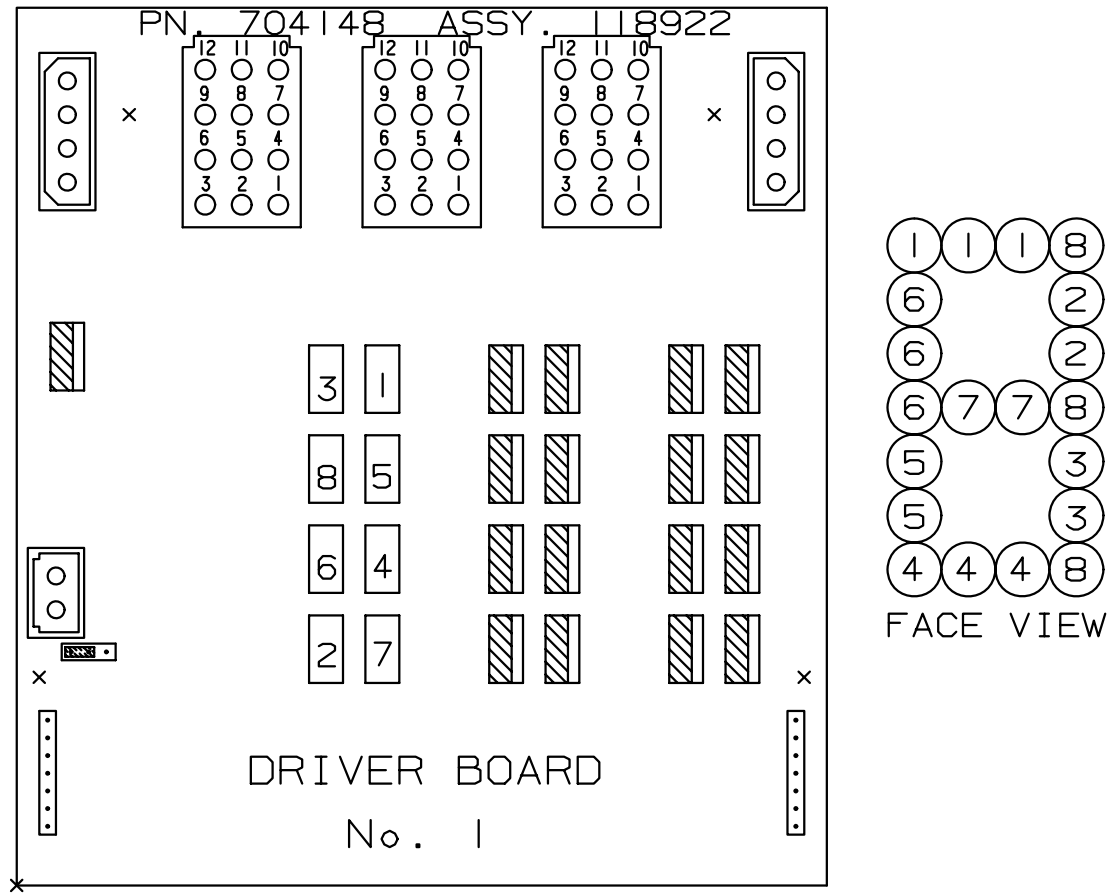 PN. 704148 ASSY. 118922
12 11 10 12 11 10 12 11 10
9 8 7 9 8 7 9 8 7
6 5 4 6 5 4 6 5 4
3 2 1 3 2 1 3 2 1
1 1 1 8
6 2
6 2
3 1
6 7 7 8
8 5
5 3
5 3
6 4
4 4 4 8
FACE VIEW
2 7
DRIVER BOARD
No. 1